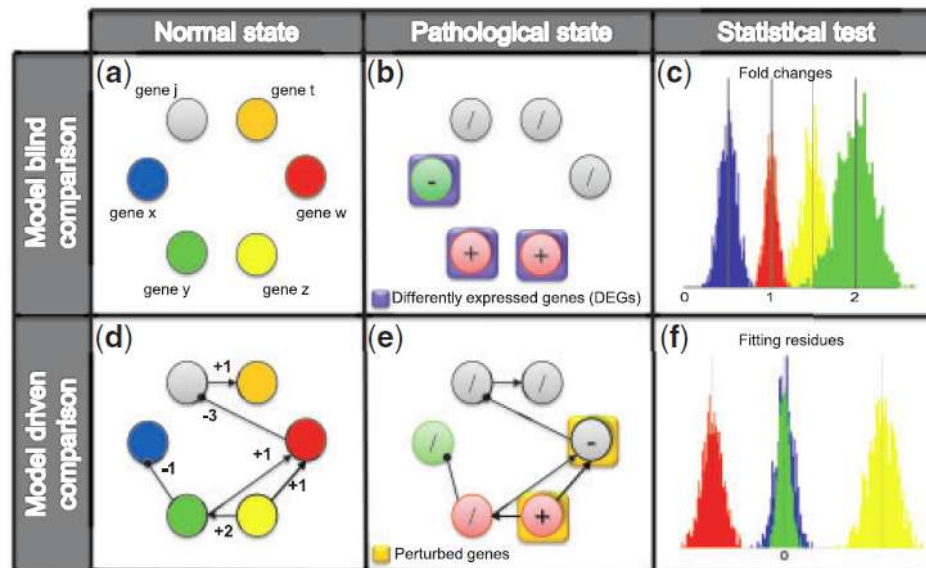 Normal state
Pathological state
Statistical test
Model blind
comparison
(a)
gene j
gene t
gene x
gene w
gene y
gene z
(b)
/
/
-
/
+
+
Differently expressed genes (DEGs)
(c)
Fold changes
0
1
2
Model driven
comparison
(d)
+1
-3
+1
-1
+1
+2
(e)
/
/
/
-
/
+
Perturbed genes
(f)
Fitting residues
0